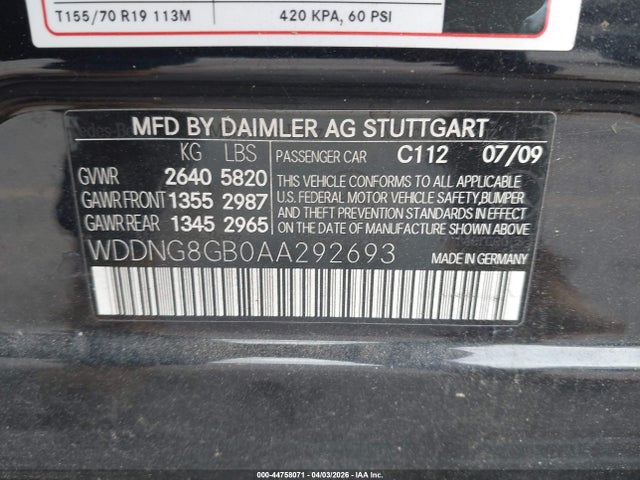 T155/70 R19 113M 420 KPA, 60 PSI
MFD BY DAIMLER AG STUTTGART
KG LBS PASSENGER CAR C112 07/09
GVWR 2640 5820 THIS VEHICLE CONFORMS TO ALL APPLICABLE
GAWR FRONT 1355 2987 U.S. FEDERAL MOTOR VEHICLE SAFETY,BUMPER
GAWR REAR 1345 2965 AND THEFT PREVENTION STANDARDS IN EFFECT
ON THE DATE OF MANUFACTURE SHOWN ABOVE.
WDDNG8GB0AA292693 MADE IN GERMANY
000-44758071 - 04/03/2026 - IAA Inc.